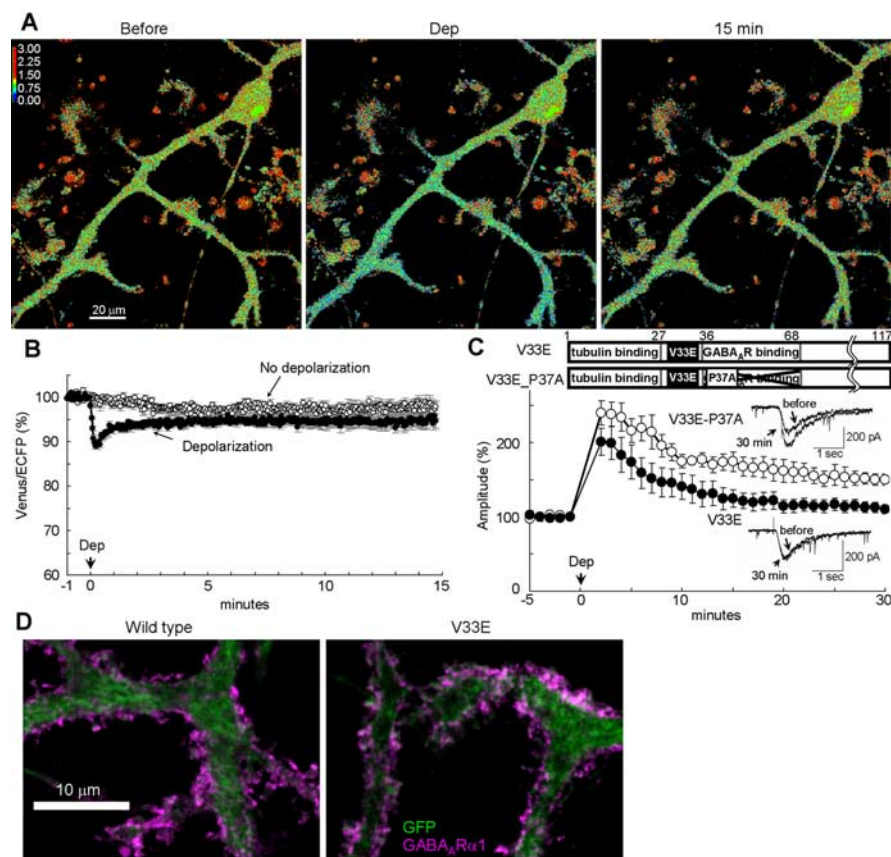 A
Before
Dep
15 min
3.00
2.25
1.50
0.75
0.00
20 μm
B
No depolarization
Depolarization
Venus/ECFP (%)
100
90
80
70
60
Dep
-1 0 5 10 15
minutes
C
1 27 36 68 117
V33E
tubulin binding V33E GABA_AR binding
V33E_P37A
tubulin binding V33E P37A binding
V33E-P37A
before
30 min
200 pA
1 sec
Amplitude (%)
200
100
0
V33E
before
30 min
200 pA
1 sec
Dep
-5 0 10 20 30
minutes
D
Wild type
V33E
10 μm
GFP
GABA_ARα1